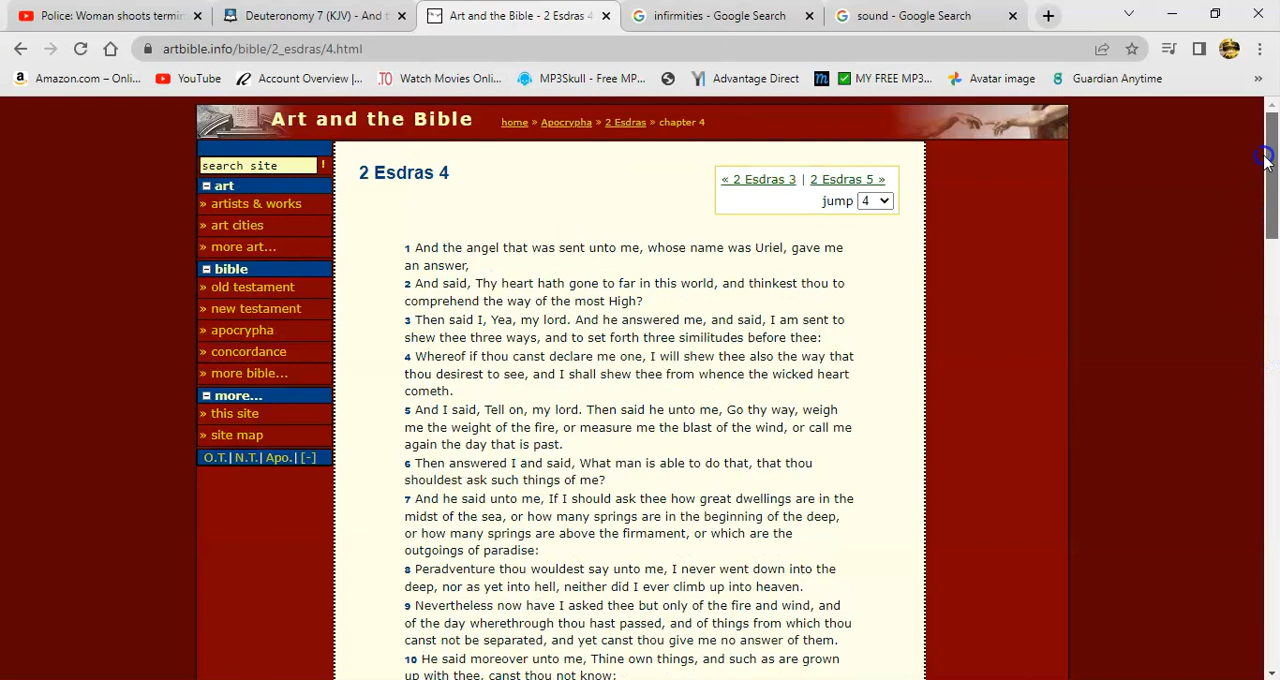 Police: Woman shoots termin
Deuteronomy 7 (KJV) - And t
Art and the Bible - 2 Esdras 4
infirmities - Google Search
sound - Google Search
artbible.info/bible/2_esdras/4.html
Amazon.com – Onli...
YouTube
Account Overview |...
TO Watch Movies Onl...
MP3Skull - Free MP...
Advantage Direct
MY FREE MP3...
Avatar image
Guardian Anytime
»
Art and the Bible
home » Apocrypha » 2 Esdras » chapter 4
search site !
art
» artists & works
» art cities
» more art...
bible
» old testament
» new testament
» apocrypha
» concordance
» more bible...
more...
» this site
» site map
O.T.| N.T.| Apo.| [-]
2 Esdras 4
« 2 Esdras 3 | 2 Esdras 5 »
jump 4
1 And the angel that was sent unto me, whose name was Uriel, gave me
an answer,
2 And said, Thy heart hath gone to far in this world, and thinkest thou to
comprehend the way of the most High?
3 Then said I, Yea, my lord. And he answered me, and said, I am sent to
shew thee three ways, and to set forth three similitudes before thee:
4 Whereof if thou canst declare me one, I will shew thee also the way that
thou desirest to see, and I shall shew thee from whence the wicked heart
cometh.
5 And I said, Tell on, my lord. Then said he unto me, Go thy way, weigh
me the weight of the fire, or measure me the blast of the wind, or call me
again the day that is past.
6 Then answered I and said, What man is able to do that, that thou
shouldest ask such things of me?
7 And he said unto me, If I should ask thee how great dwellings are in the
midst of the sea, or how many springs are in the beginning of the deep,
or how many springs are above the firmament, or which are the
outgoings of paradise:
8 Peradventure thou wouldest say unto me, I never went down into the
deep, nor as yet into hell, neither did I ever climb up into heaven.
9 Nevertheless now have I asked thee but only of the fire and wind, and
of the day wherethrough thou hast passed, and of things from which thou
canst not be separated, and yet canst thou give me no answer of them.
10 He said moreover unto me, Thine own things, and such as are grown
up with thee, canst thou not know;